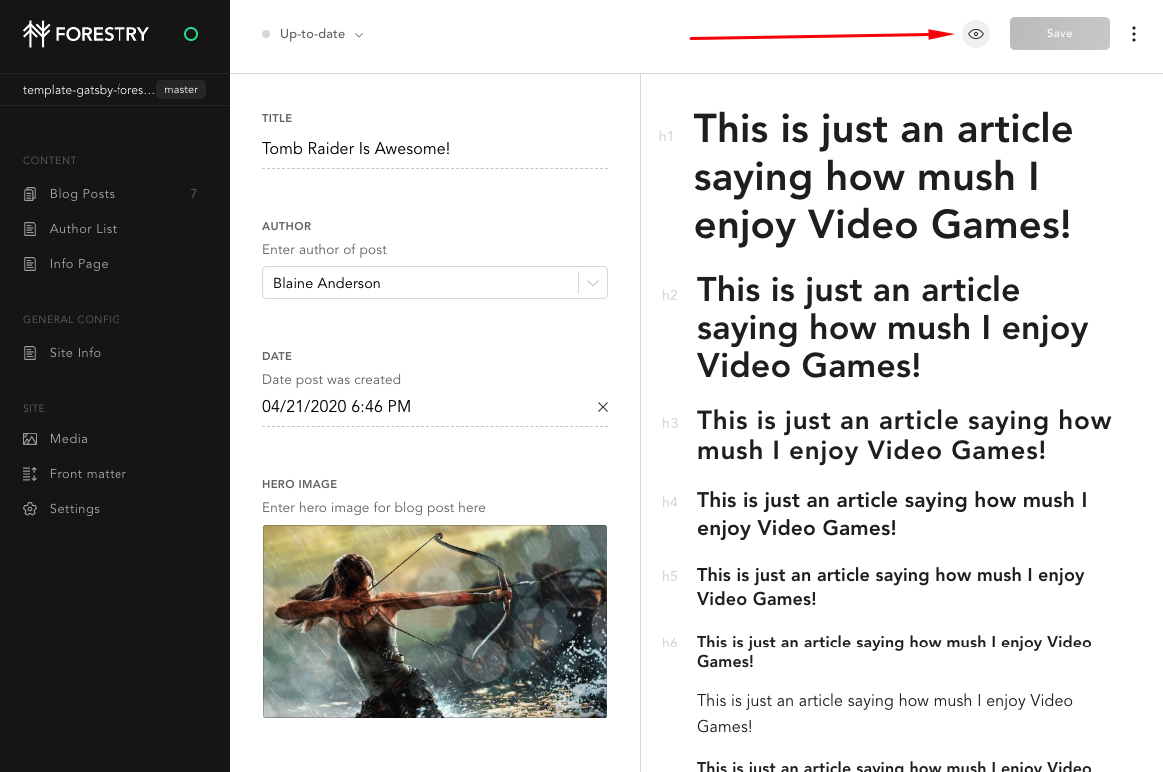 FORESTRY
Up-to-date
Save
template-gatsby-fores... master
CONTENT
Blog Posts 7
Author List
Info Page
GENERAL CONFIG
Site Info
SITE
Media
Front matter
Settings
TITLE
Tomb Raider Is Awesome!
AUTHOR
Enter author of post
Blaine Anderson
DATE
Date post was created
04/21/2020 6:46 PM
HERO IMAGE
Enter hero image for blog post here
h1 This is just an article
saying how mush I
enjoy Video Games!
h2 This is just an article
saying how mush I enjoy
Video Games!
h3 This is just an article saying how
mush I enjoy Video Games!
h4 This is just an article saying how mush I
enjoy Video Games!
h5 This is just an article saying how mush I enjoy
Video Games!
h6 This is just an article saying how mush I enjoy Video
Games!
This is just an article saying how mush I enjoy Video
Games!
This is just an article saying how mush I enjoy Video